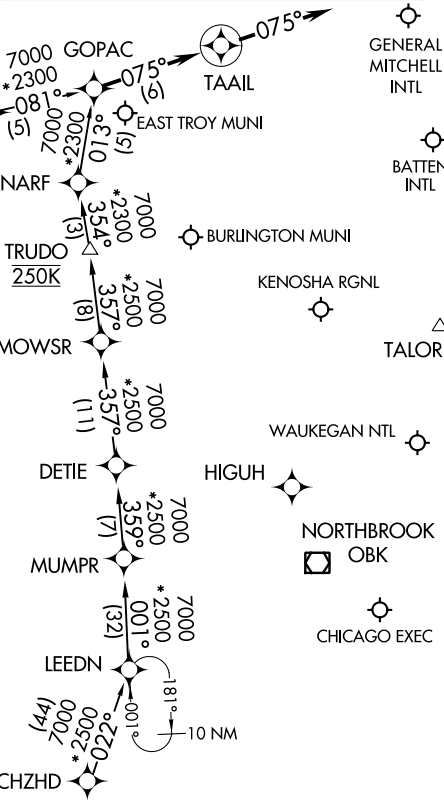 7000
*2300
GOPAC
075°
TAAIL
GENERAL
MITCHELL
INTL
081°
(5)
075°
(6)
7000
*2300
013°
(5)
EAST TROY MUNI
BATTEN
INTL
NARF
7000
*2300
354°
(3)
TRUDO
250K
BURLINGTON MUNI
7000
*2500
357°
(8)
KENOSHA RGNL
MOWSR
TALOR
7000
*2500
357°
(11)
WAUKEGAN NTL
DETIE
HIGUH
7000
*2500
359°
(7)
NORTHBROOK
OBK
MUMPR
7000
*2500
001°
(32)
CHICAGO EXEC
LEEDN
181°
001°
10 NM
(44)
7000
*2500
022°
CHZHD